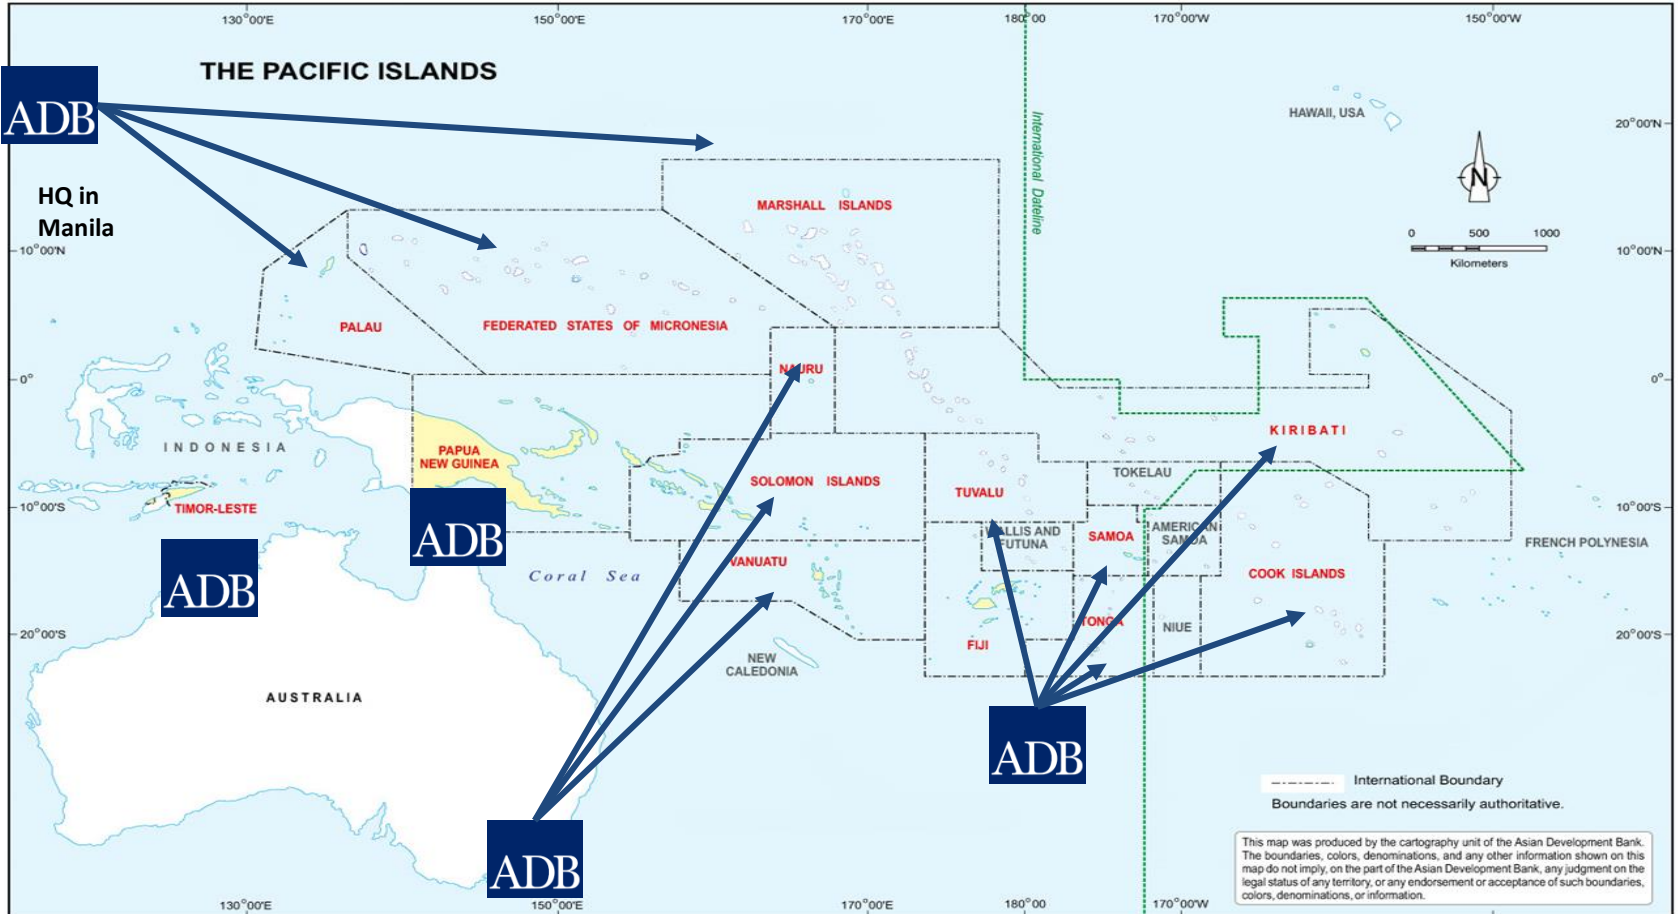 130°00'E
150°00'E
170°00'E
180°00
170°00'W
150°00'W
THE PACIFIC ISLANDS
ADB
HQ in
Manila
International Dateline
HAWAII, USA
20°00'N
20°00'N
N
0 500 1000
Kilometers
10°00'N
10°00'N
MARSHALL ISLANDS
PALAU
FEDERATED STATES OF MICRONESIA
NAURU
0°
0°
INDONESIA
PAPUA
NEW GUINEA
KIRIBATI
SOLOMON ISLANDS
TUVALU
TOKELAU
10°00'S
10°00'S
TIMOR-LESTE
ADB
ADB
WALLIS AND
FUTUNA
SAMOA
AMERICAN
SAMOA
FRENCH POLYNESIA
VANUATU
Coral Sea
COOK ISLANDS
TONGA
NIUE
FIJI
20°00'S
20°00'S
NEW
CALEDONIA
AUSTRALIA
ADB
ADB
International Boundary
Boundaries are not necessarily authoritative.
This map was produced by the cartography unit of the Asian Development Bank.
The boundaries, colors, denominations, and any other information shown on this
map do not imply, on the part of the Asian Development Bank, any judgment on the
legal status of any territory, or any endorsement or acceptance of such boundaries,
colors, denominations, or information.
130°00'E
150°00'E
170°00'E
180°00
170°00'W